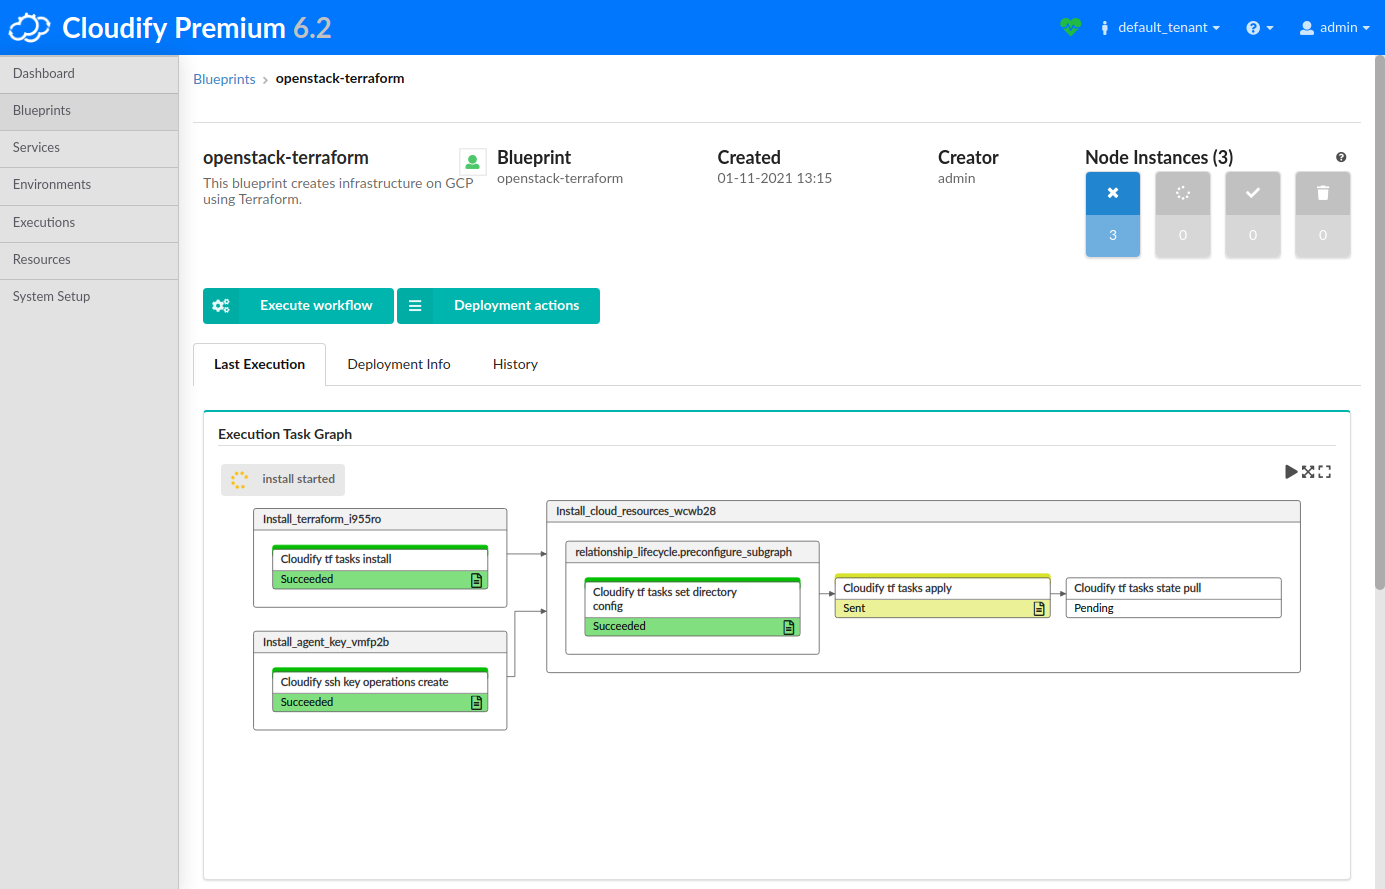 Cloudify Premium 6.2
default_tenant
admin
Dashboard
Blueprints
Services
Environments
Executions
Resources
System Setup
Blueprints > openstack-terraform
openstack-terraform
This blueprint creates infrastructure on GCP
using Terraform.
Blueprint
openstack-terraform
Created
01-11-2021 13:15
Creator
admin
Node Instances (3)
3
0
0
0
Execute workflow
Deployment actions
Last Execution
Deployment Info
History
Execution Task Graph
install started
Install_terraform_i955ro
Cloudify tf tasks install
Succeeded
Install_agent_key_vmfp2b
Cloudify ssh key operations create
Succeeded
Install_cloud_resources_wcwb28
relationship_lifecycle.preconfigure_subgraph
Cloudify tf tasks set directory
config
Succeeded
Cloudify tf tasks apply
Sent
Cloudify tf tasks state pull
Pending